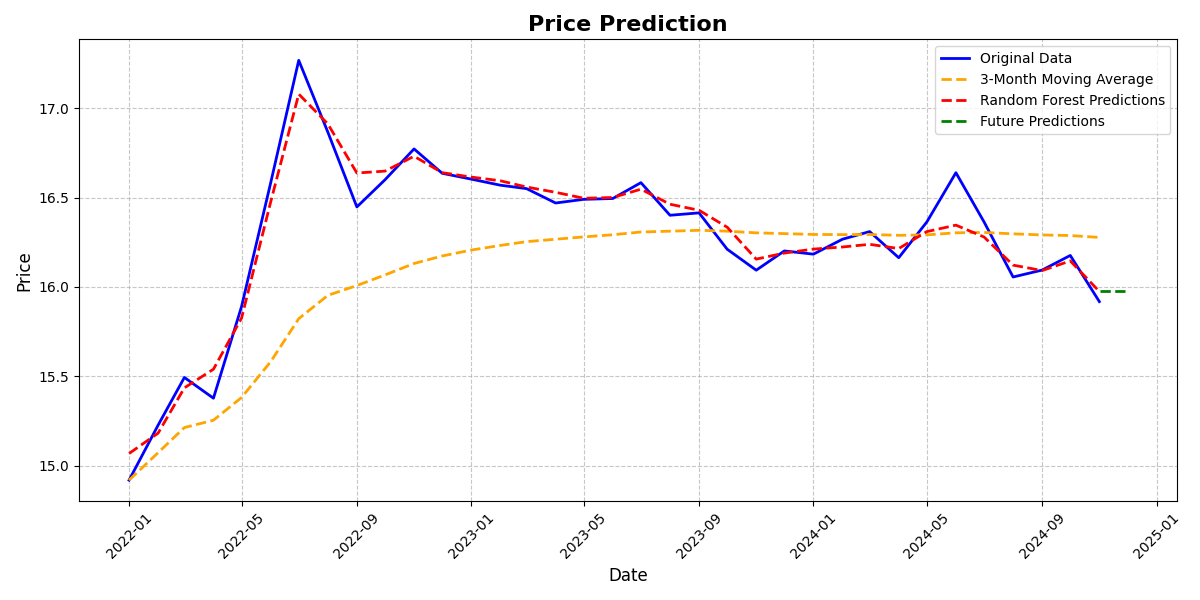 Price Prediction
Original Data
3-Month Moving Average
Random Forest Predictions
Future Predictions
Price
17.0
16.5
16.0
15.5
15.0
2022-01
2022-05
2022-09
2023-01
2023-05
2023-09
2024-01
2024-05
2024-09
2025-01
Date